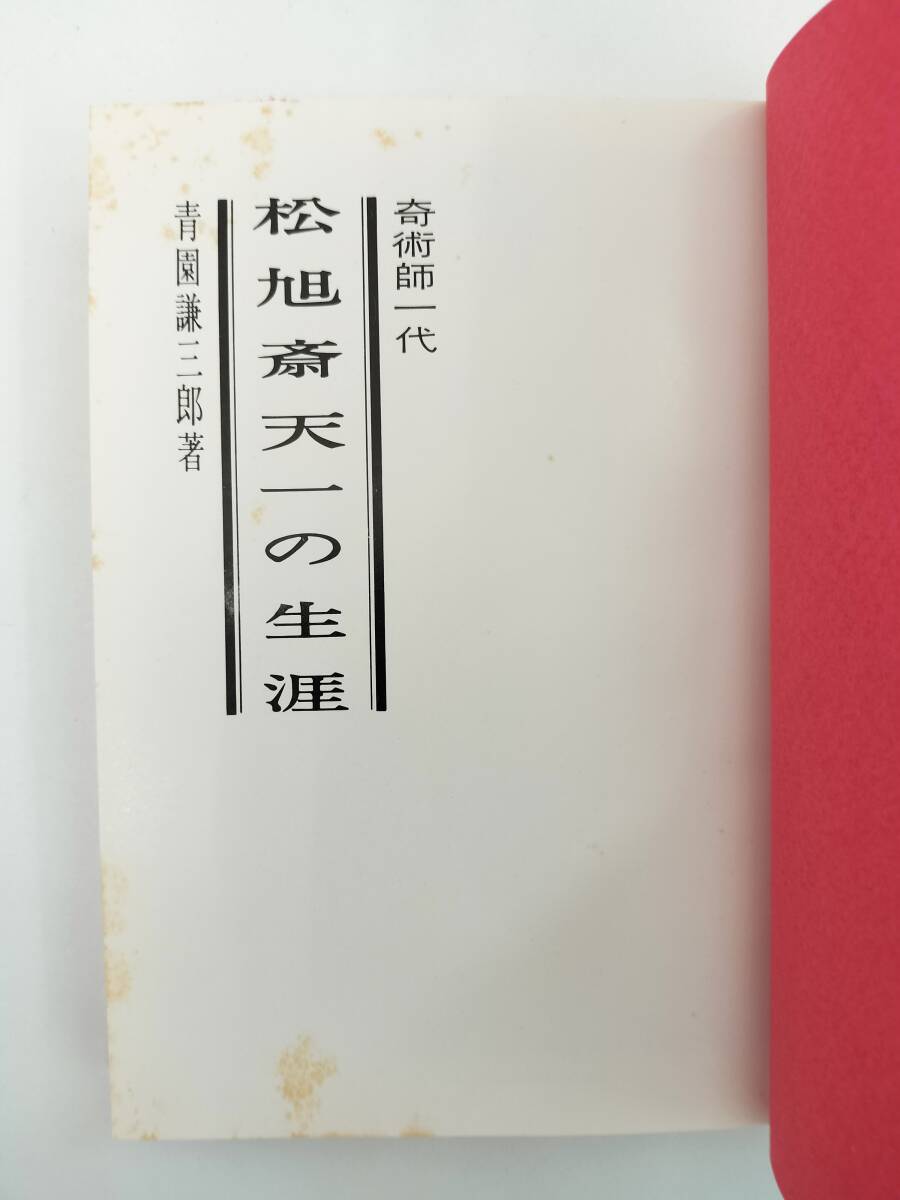 奇術師一代
松旭斎天一の生涯
青園謙三郎著